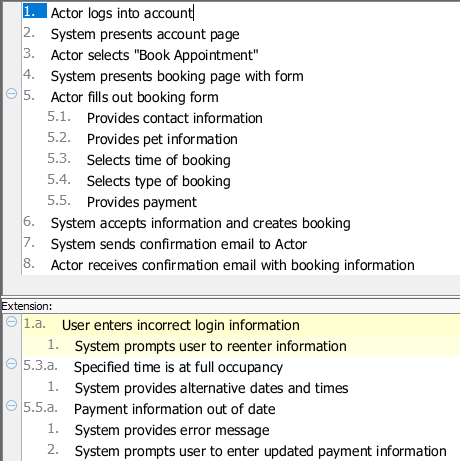 1. Actor logs into account
2. System presents account page
3. Actor selects "Book Appointment"
4. System presents booking page with form
5. Actor fills out booking form
5.1. Provides contact information
5.2. Provides pet information
5.3. Selects time of booking
5.4. Selects type of booking
5.5. Provides payment
6. System accepts information and creates booking
7. System sends confirmation email to Actor
8. Actor receives confirmation email with booking information
Extension:
1.a. User enters incorrect login information
1. System prompts user to reenter information
5.3.a. Specified time is at full occupancy
1. System provides alternative dates and times
5.5.a. Payment information out of date
1. System provides error message
2. System prompts user to enter updated payment information